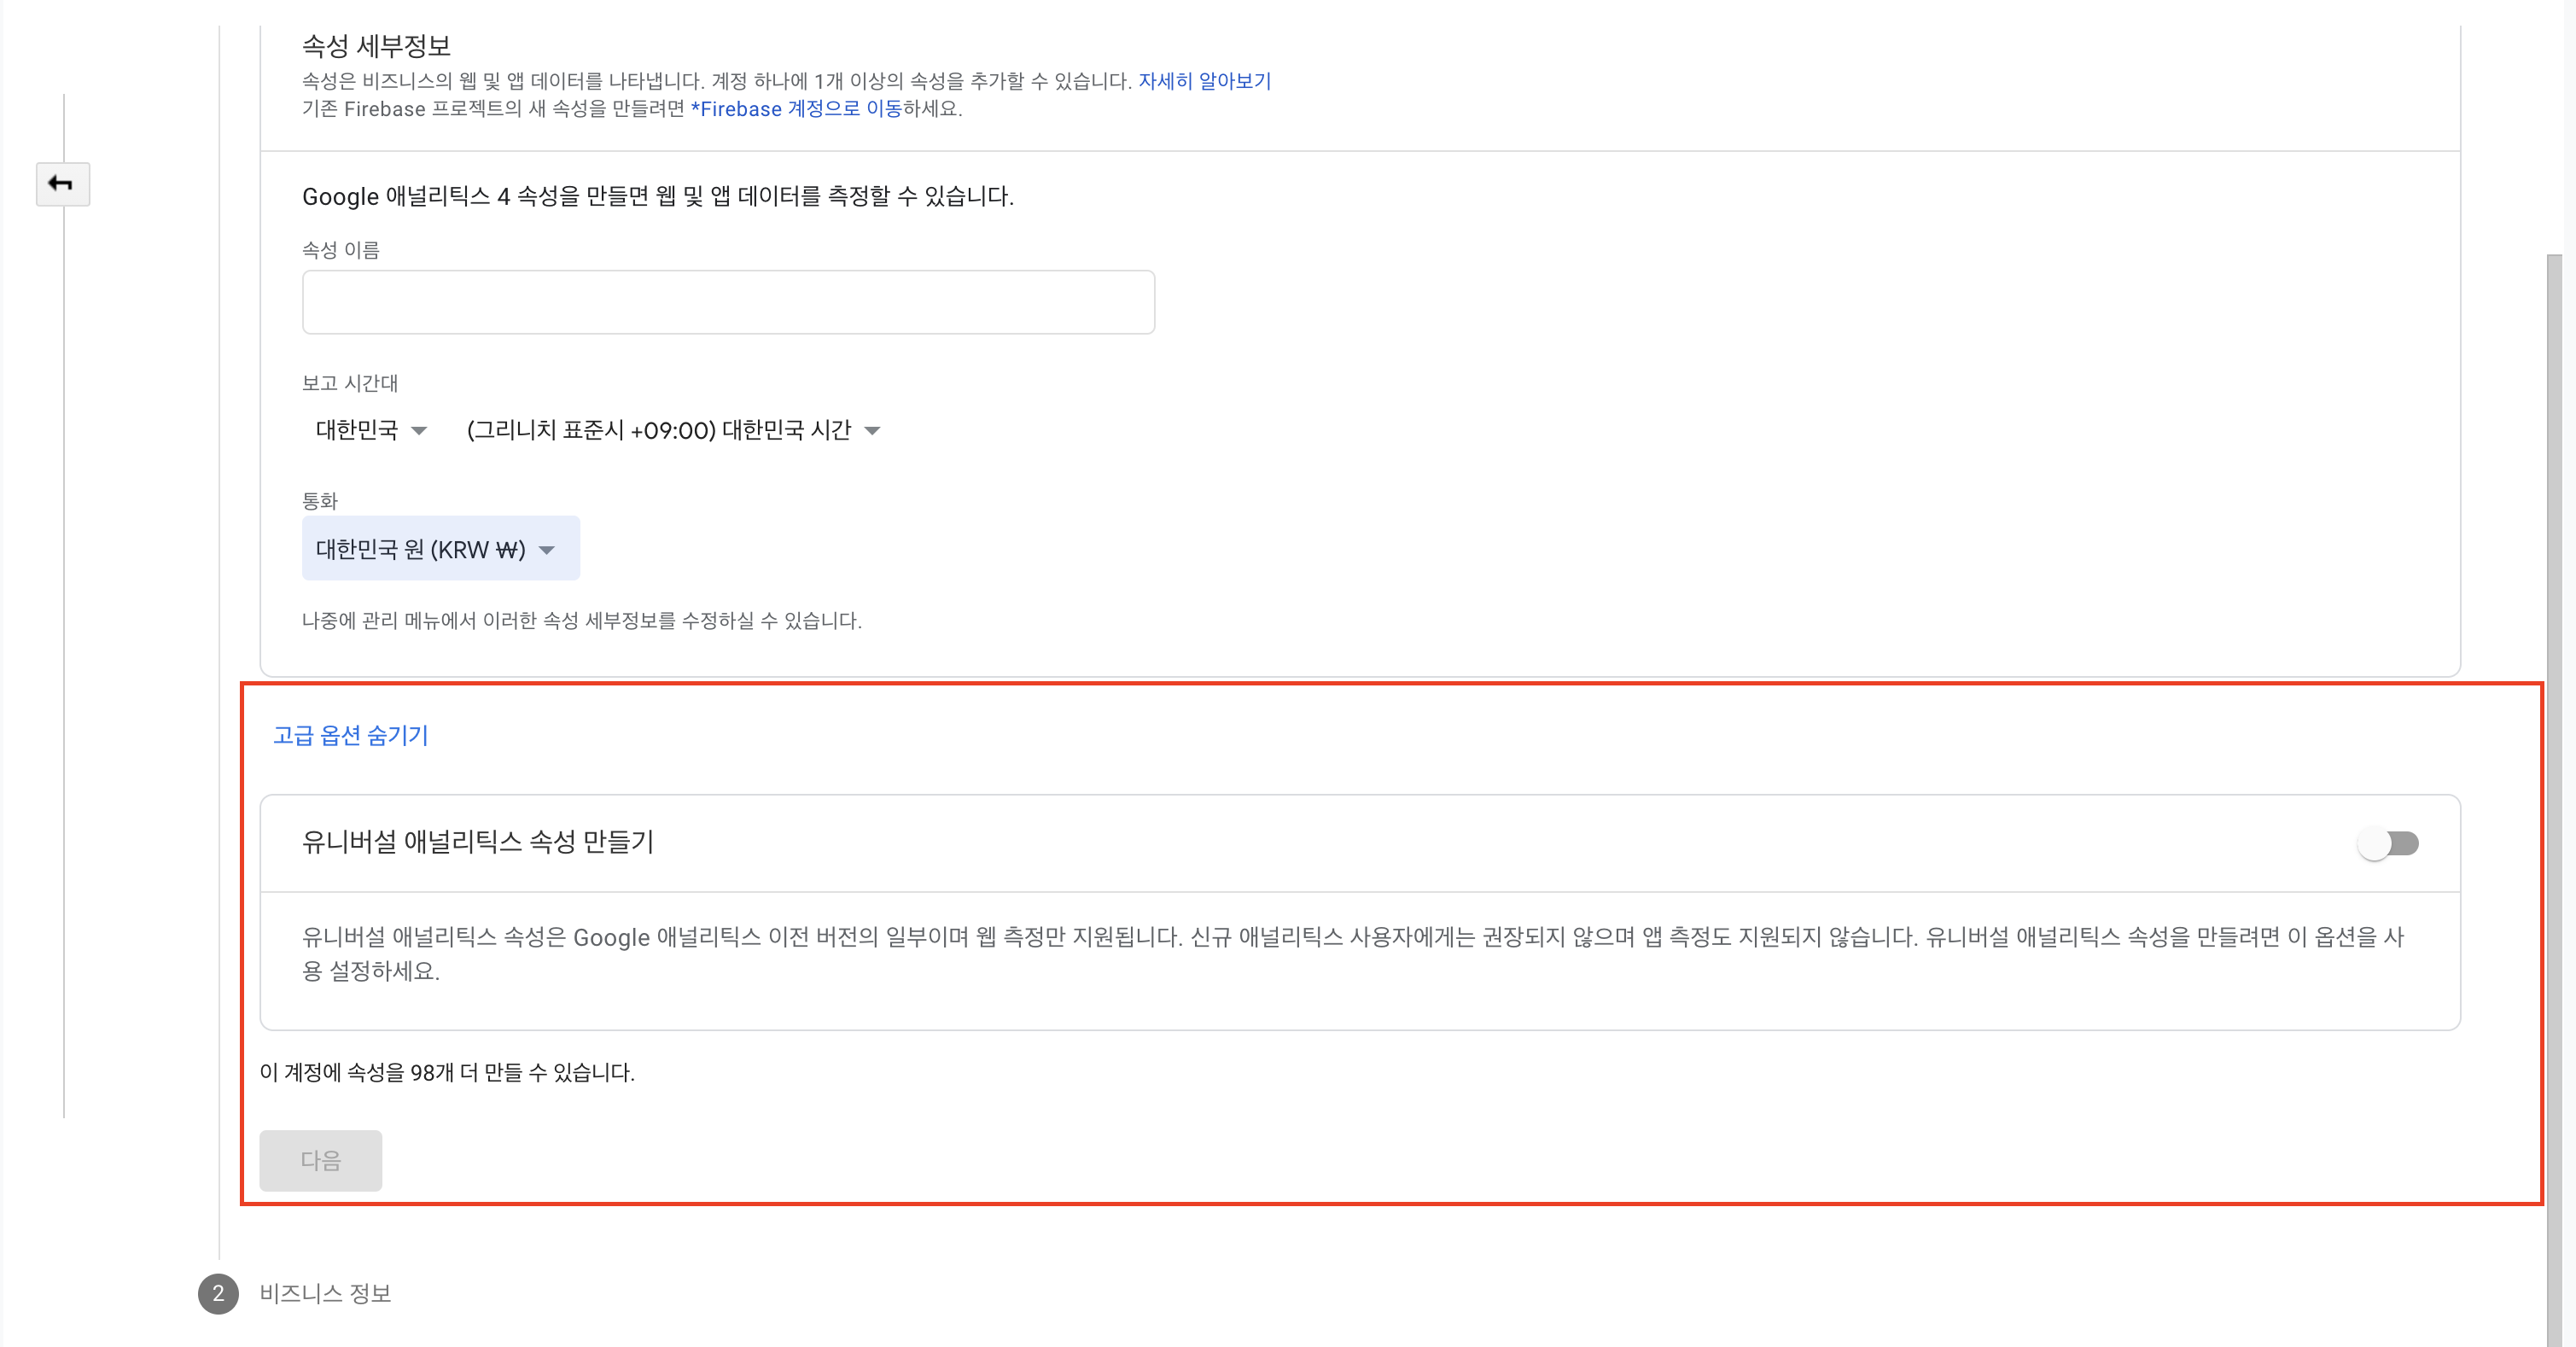 속성 세부정보
속성은 비즈니스의 웹 및 앱 데이터를 나타냅니다. 계정 하나에 1개 이상의 속성을 추가할 수 있습니다. 자세히 알아보기
기존 Firebase 프로젝트의 새 속성을 만들려면 *Firebase 계정으로 이동하세요.
Google 애널리틱스 4 속성을 만들면 웹 및 앱 데이터를 측정할 수 있습니다.
속성 이름
보고 시간대
대한민국 (그리니치 표준시 +09:00) 대한민국 시간
통화
대한민국 원 (KRW ₩)
나중에 관리 메뉴에서 이러한 속성 세부정보를 수정하실 수 있습니다.
고급 옵션 숨기기
유니버설 애널리틱스 속성 만들기
유니버설 애널리틱스 속성은 Google 애널리틱스 이전 버전의 일부이며 웹 측정만 지원됩니다. 신규 애널리틱스 사용자에게는 권장되지 않으며 앱 측정도 지원되지 않습니다. 유니버설 애널리틱스 속성을 만들려면 이 옵션을 사
용 설정하세요.
이 계정에 속성을 98개 더 만들 수 있습니다.
다음
2 비즈니스 정보